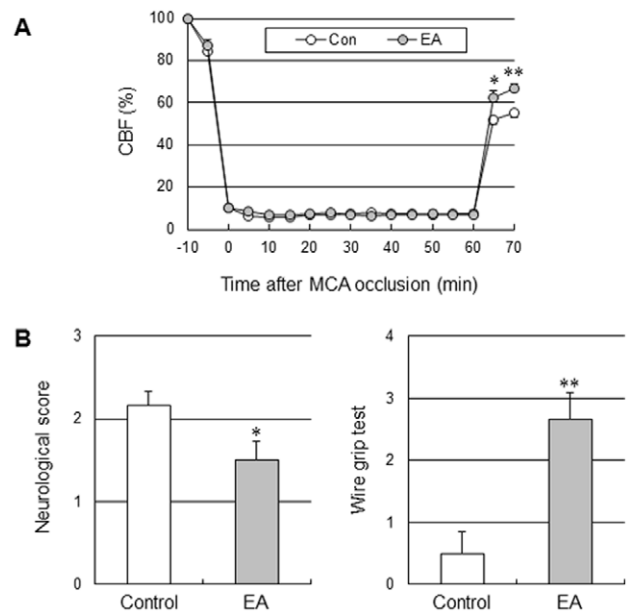 A
Con EA
100
80
60
40
20
0
* **
CBF (%)
-10 0 10 20 30 40 50 60 70
Time after MCA occlusion (min)
B
Neurological score
3
2
1
0
*
Control EA
Wire grip test
4
3
2
1
0
**
Control EA